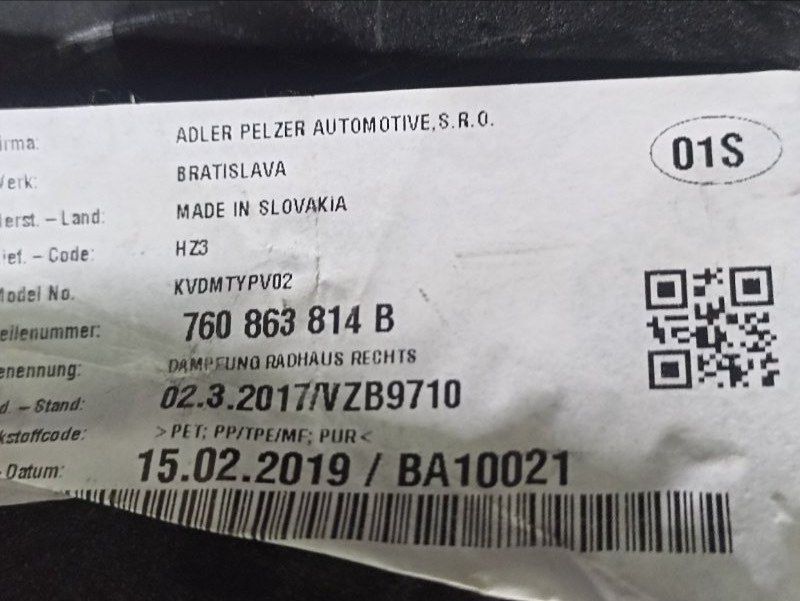 irma: ADLER PELZER AUTOMOTIVE,S.R.O.
01S
erk: BRATISLAVA
erst. - Land: MADE IN SLOVAKIA
ief. - Code: HZ3
odel No. KVDMTYPV02
eilenummer: 760 863 814 B
enennung: DAMPFUNG RADHAUS RECHTS
d. - Stand: 02.3.2017/VZB9710
kstoffcode: >PET; PP/TPE/MF; PUR<
- Datum: 15.02.2019 / BA10021